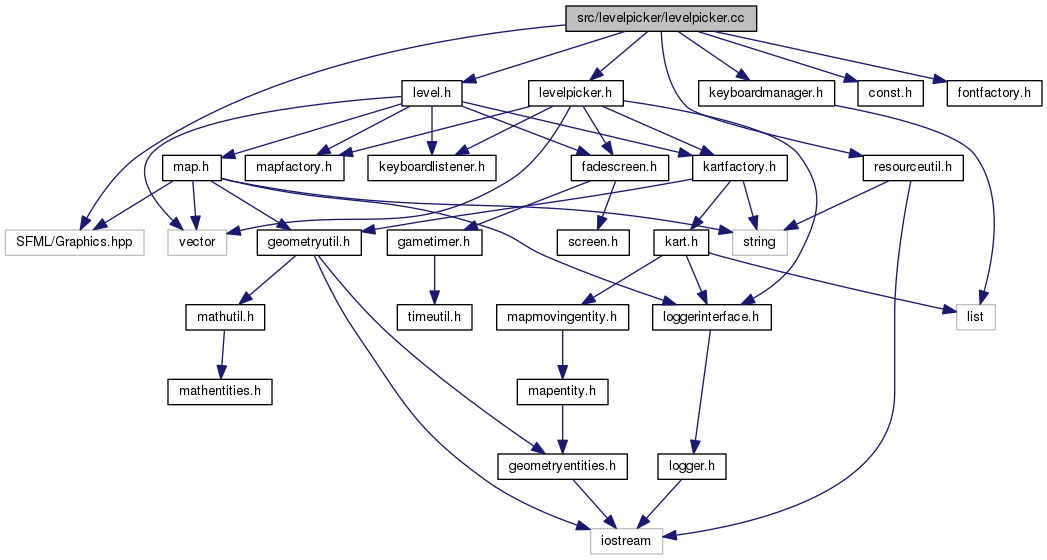 src/levelpicker/levelpicker.cc
level.h
levelpicker.h
keyboardmanager.h
const.h
fontfactory.h
map.h
mapfactory.h
keyboardlistener.h
fadescreen.h
kartfactory.h
resourceutil.h
SFML/Graphics.hpp
vector
geometryutil.h
gametimer.h
screen.h
kart.h
string
mathutil.h
timeutil.h
mapmovingentity.h
loggerinterface.h
list
mathentities.h
mapentity.h
geometryentities.h
logger.h
iostream